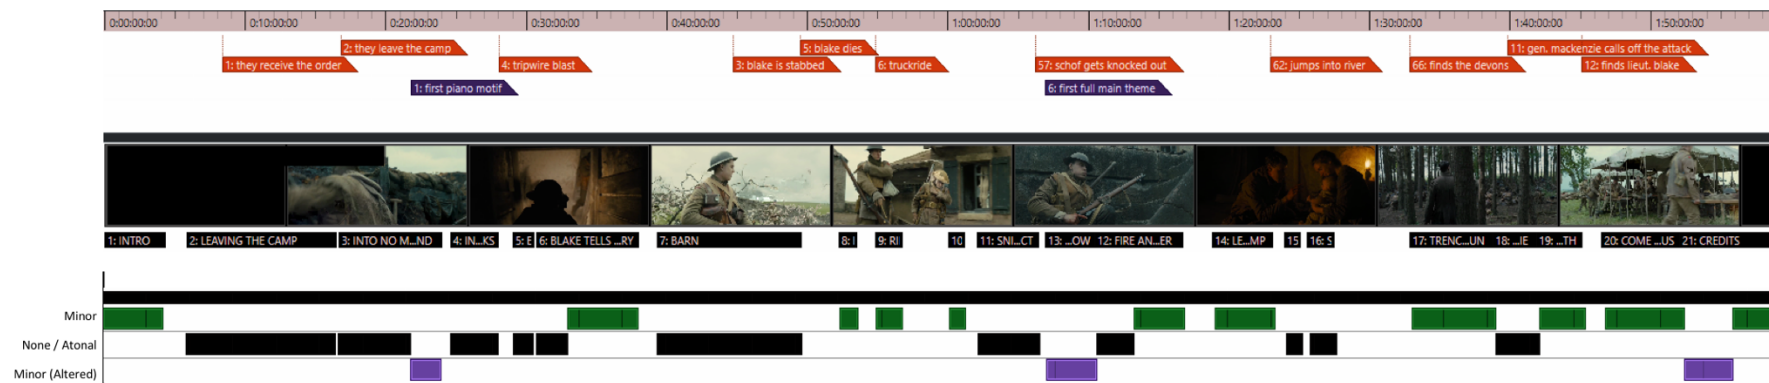 0:00:00:00 0:10:00:00 0:20:00:00 0:30:00:00 0:40:00:00 0:50:00:00 1:00:00:00 1:10:00:00 1:20:00:00 1:30:00:00 1:40:00:00 1:50:00:00
2: they leave the camp 5: blake dies 11: gen. mackenzie calls off the attack
1: they receive the order 4: tripwire blast 3: blake is stabbed 6: truckride 57: schof gets knocked out 62: jumps into river 66: finds the devons 12: finds lieut. blake
1: first piano motif 6: first full main theme
1: INTRO 2: LEAVING THE CAMP 3: INTO NO M...ND 4: IN...KS 5: E 6: BLAKE TELLS ...RY 7: BARN 8: I 9: RI 10 11: SNI...CT 13: ...OW 12: FIRE AN...ER 14: LE...MP 15 16: S 17: TRENC...UN 18: ...IE 19: ...TH 20: COME ...US 21: CREDITS
Minor
None / Atonal
Minor (Altered)